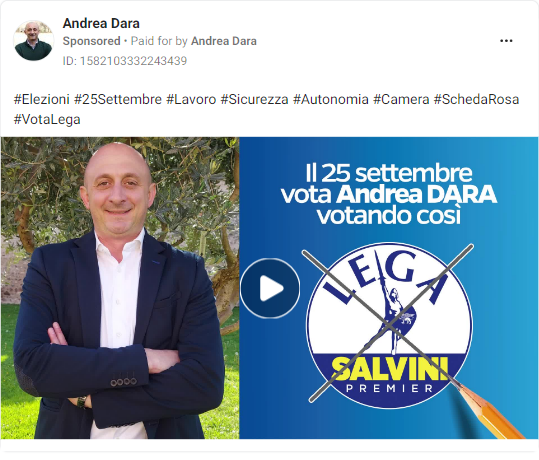 Andrea Dara
Sponsored • Paid for by Andrea Dara
ID: 1582103332243439
#Elezioni #25Settembre #Lavoro #Sicurezza #Autonomia #Camera #SchedaRosa
#VotaLega
Il 25 settembre
vota Andrea DARA
votando così
LEGA
SALVINI
PREMIER